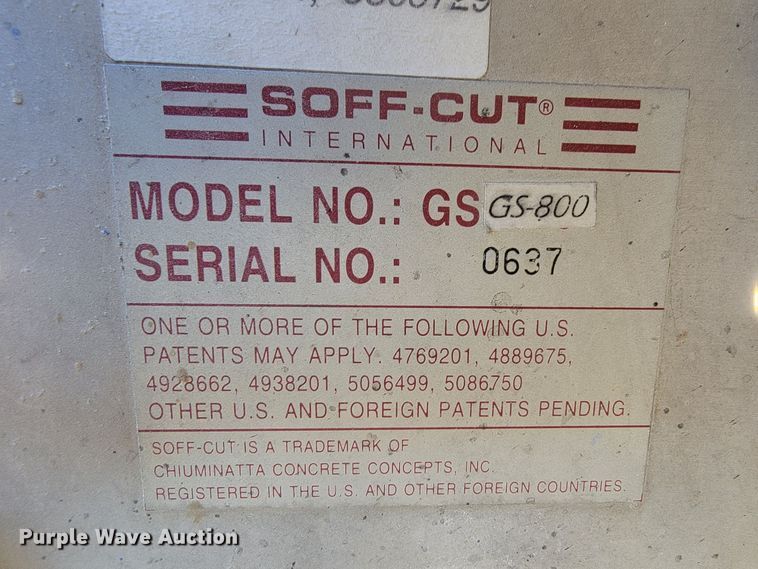 SOFF-CUT®
INTERNATIONAL
MODEL NO.: GS GS-800
SERIAL NO.: 0637
ONE OR MORE OF THE FOLLOWING U.S.
PATENTS MAY APPLY. 4769201, 4889675,
4928662, 4938201, 5056499, 5086750
OTHER U.S. AND FOREIGN PATENTS PENDING.
SOFF-CUT IS A TRADEMARK OF
CHIUMINATTA CONCRETE CONCEPTS, INC.
REGISTERED IN THE U.S. AND OTHER FOREIGN COUNTRIES.
Purple Wave Auction